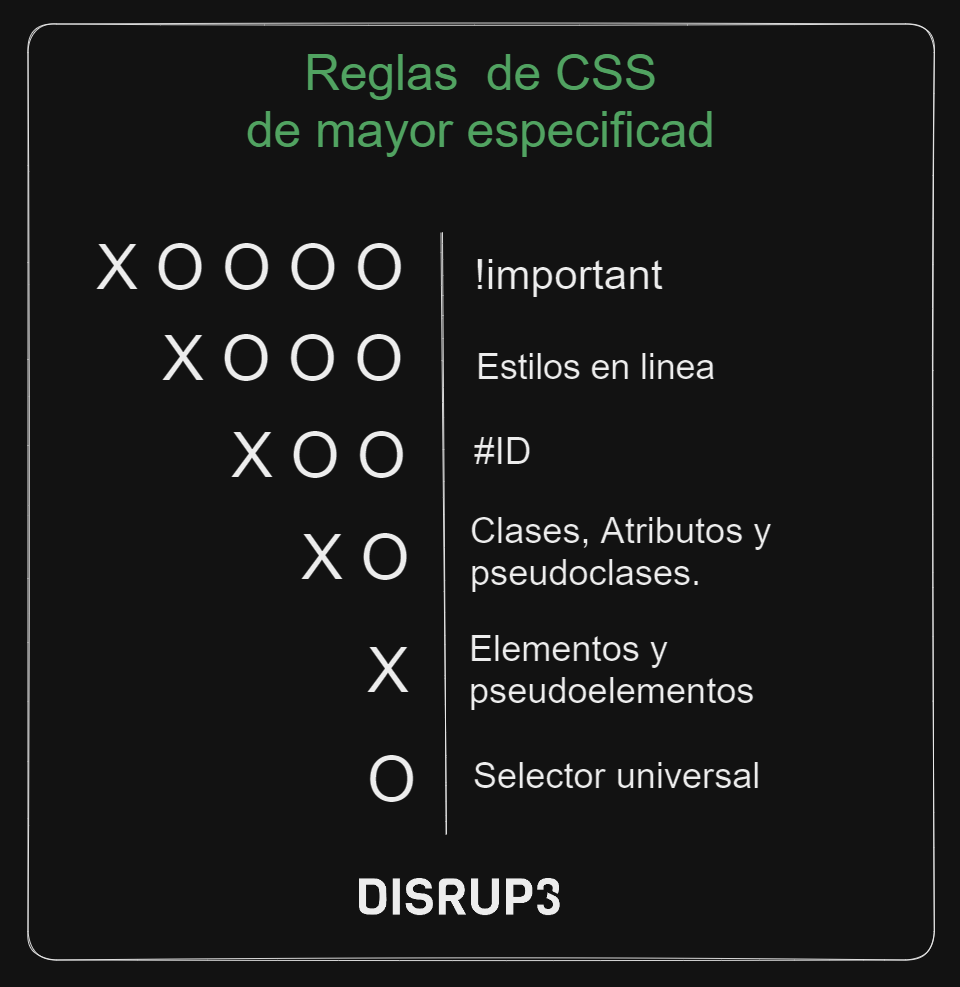 Reglas de CSS
de mayor especificad
X O O O O !important
X O O O Estilos en linea
X O O #ID
X O Clases, Atributos y
pseudoclases.
X Elementos y
pseudoelementos
O Selector universal
DISRUP3